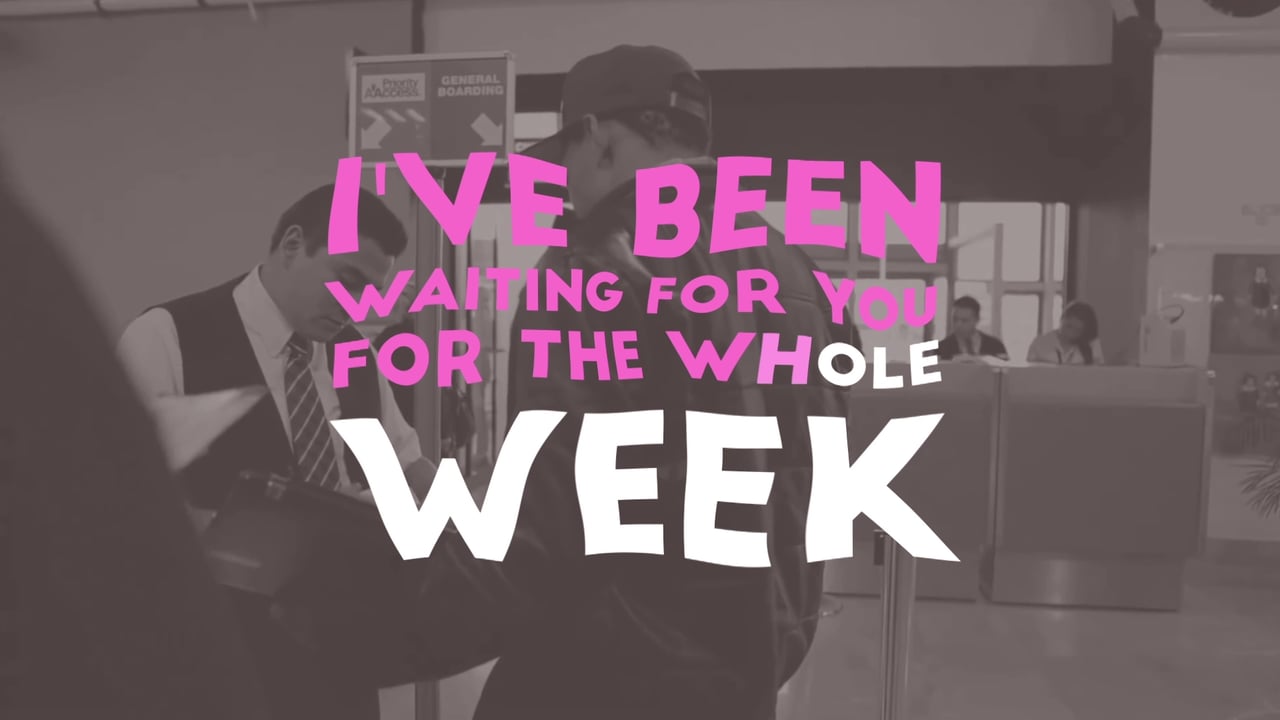 Priority
AAccess.
GENERAL
BOARDING
I'VE BEEN
WAITING FOR YOU
FOR THE WHOLE
WEEK